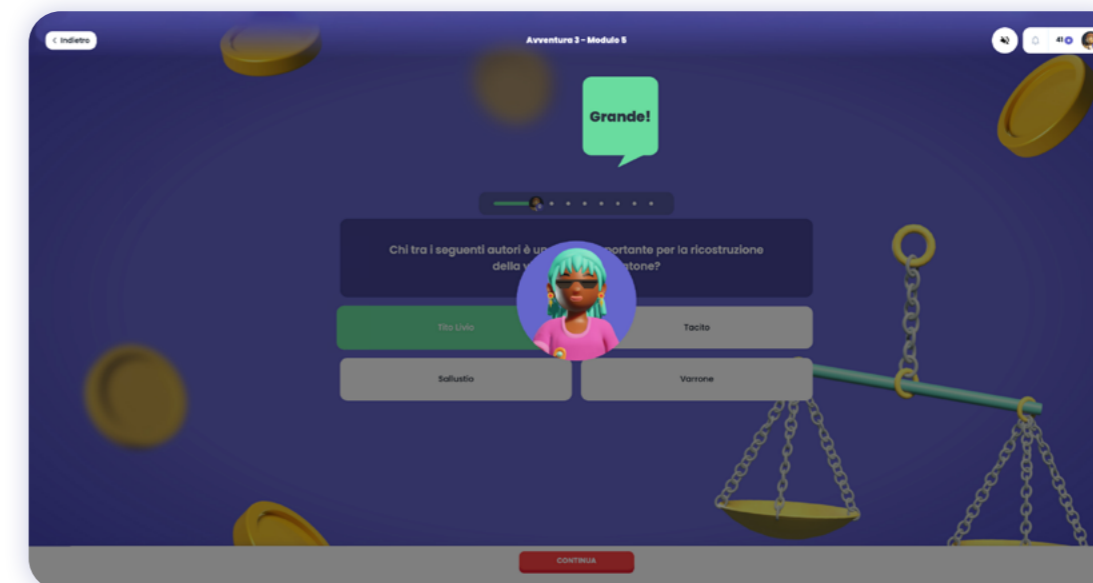 < Indietro
Avventura 3 - Modulo 5
41
Grande!
Chi tra i seguenti autori è un portante per la ricostruzione
della tone?
Tito Livio
Tacito
Sallustio
Varrone
CONTINUA